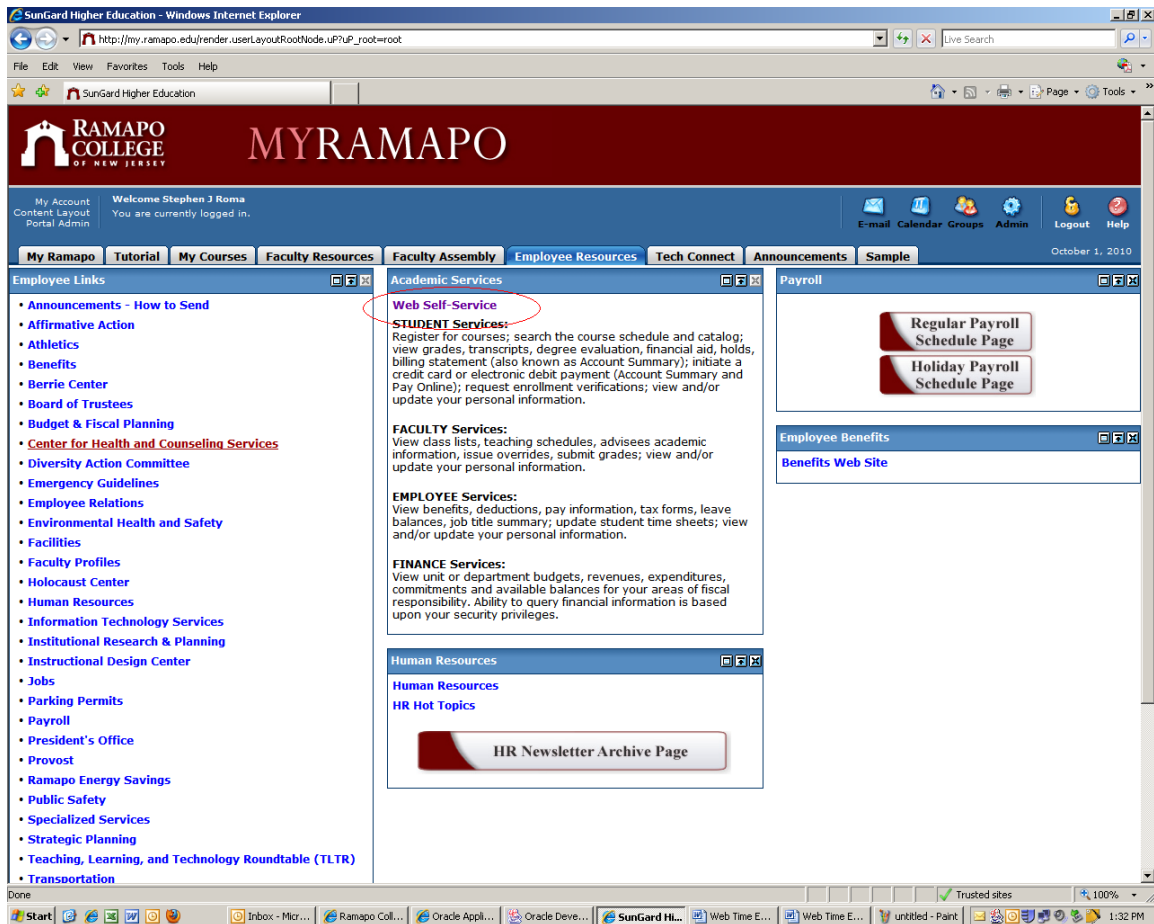 SunGard Higher Education - Windows Internet Explorer
http://my.ramapo.edu/render.userLayoutRootNode.uP?uP_root=root
Live Search
File Edit View Favorites Tools Help
SunGard Higher Education
Page Tools
RAMAPO
COLLEGE
OF NEW JERSEY
MYRAMAPO
My Account
Content Layout
Portal Admin
Welcome Stephen J Roma
You are currently logged in.
E-mail Calendar Groups Admin Logout Help
My Ramapo Tutorial My Courses Faculty Resources Faculty Assembly Employee Resources Tech Connect Announcements Sample
October 1, 2010
Employee Links
• Announcements - How to Send
• Affirmative Action
• Athletics
• Benefits
• Berrie Center
• Board of Trustees
• Budget & Fiscal Planning
• Center for Health and Counseling Services
• Diversity Action Committee
• Emergency Guidelines
• Employee Relations
• Environmental Health and Safety
• Facilities
• Faculty Profiles
• Holocaust Center
• Human Resources
• Information Technology Services
• Institutional Research & Planning
• Instructional Design Center
• Jobs
• Parking Permits
• Payroll
• President's Office
• Provost
• Ramapo Energy Savings
• Public Safety
• Specialized Services
• Strategic Planning
• Teaching, Learning, and Technology Roundtable (TLTR)
• Transportation
Academic Services
Web Self-Service
STUDENT Services:
Register for courses; search the course schedule and catalog;
view grades, transcripts, degree evaluation, financial aid, holds,
billing statement (also known as Account Summary); initiate a
credit card or electronic debit payment (Account Summary and
Pay Online); request enrollment verifications; view and/or
update your personal information.
FACULTY Services:
View class lists, teaching schedules, advisees academic
information, issue overrides, submit grades; view and/or
update your personal information.
EMPLOYEE Services:
View benefits, deductions, pay information, tax forms, leave
balances, job title summary; update student time sheets; view
and/or update your personal information.
FINANCE Services:
View unit or department budgets, revenues, expenditures,
commitments and available balances for your areas of fiscal
responsibility. Ability to query financial information is based
upon your security privileges.
Human Resources
Human Resources
HR Hot Topics
HR Newsletter Archive Page
Payroll
Regular Payroll
Schedule Page
Holiday Payroll
Schedule Page
Employee Benefits
Benefits Web Site
Done
Trusted sites
100%
Start
Inbox - Micr...
Ramapo Coll...
Oracle Appli...
Oracle Deve...
SunGard Hi...
Web Time E...
Web Time E...
untitled - Paint
1:32 PM